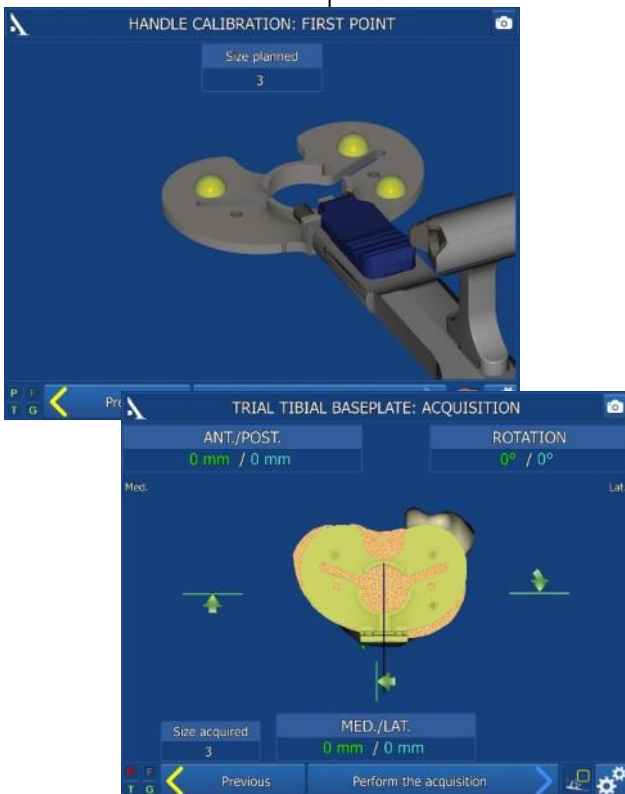 HANDLE CALIBRATION: FIRST POINT
Size planned
3
P F
T G
TRIAL TIBIAL BASEPLATE: ACQUISITION
ANT./POST.
0 mm / 0 mm
ROTATION
0° / 0°
Med.
Lat.
Size acquired
3
MED./LAT.
0 mm / 0 mm
P F
T G
Previous
Perform the acquisition